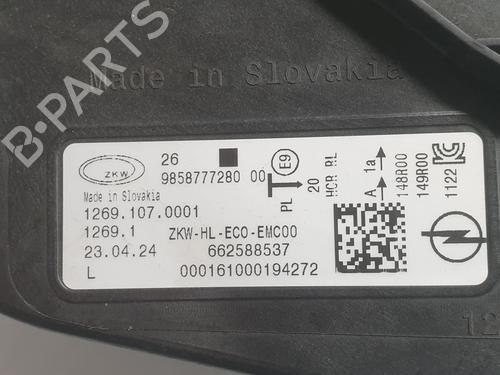 B-PARTS
Made in Slovakia
ZKW
26
9858777280 00
Made in Slovakia
1269.107.0001
1269.1 ZKW-HL-ECO-EMC00
23.04.24 662588537
L 000161000194272
PL
E9
20
HCR RL
A 1a
148R00
149R00
1122
12